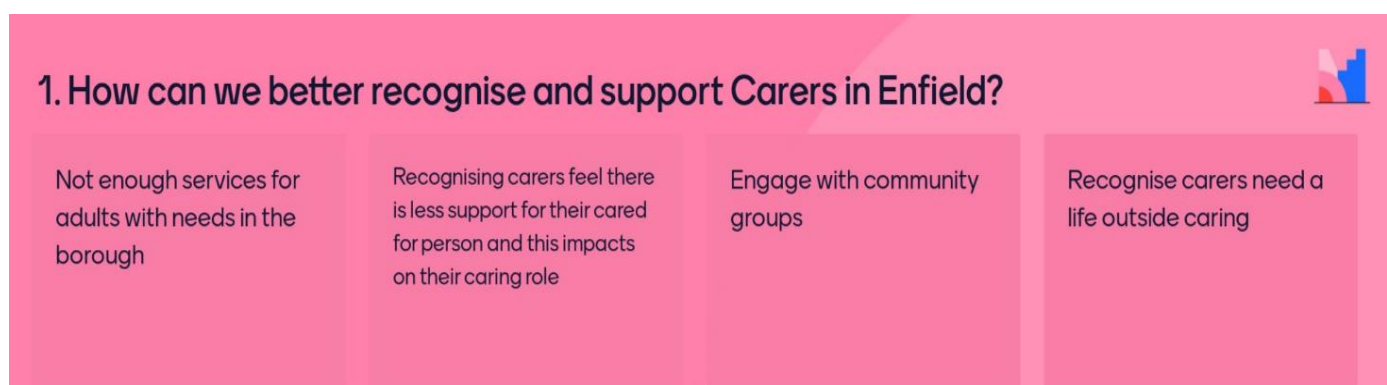 1. How can we better recognise and support Carers in Enfield?
Not enough services for
adults with needs in the
borough
Recognising carers feel there
is less support for their cared
for person and this impacts
on their caring role
Engage with community
groups
Recognise carers need a
life outside caring